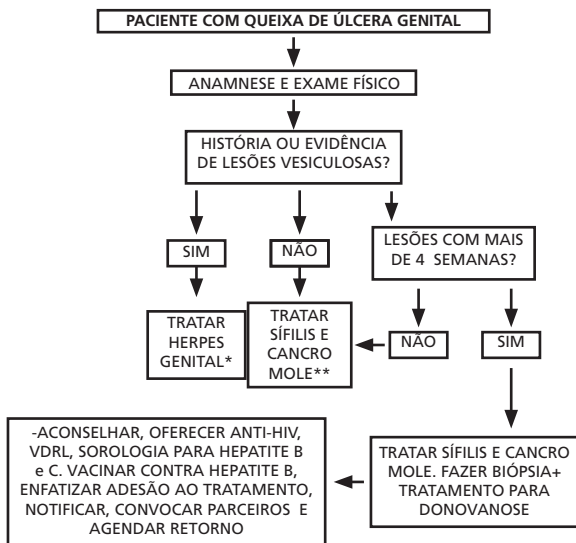 PACIENTE COM QUEIXA DE ÚLCERA GENITAL
ANAMNESE E EXAME FÍSICO
HISTÓRIA OU EVIDÊNCIA
DE LESÕES VESICULOSAS?
SIM
NÃO
LESÕES COM MAIS
DE 4 SEMANAS?
TRATAR
HERPES
GENITAL*
TRATAR
SÍFILIS E
CANCRO
MOLE**
NÃO
SIM
-ACONSELHAR, OFERECER ANTI-HIV,
VDRL, SOROLOGIA PARA HEPATITE B
e C. VACINAR CONTRA HEPATITE B,
ENFATIZAR ADESÃO AO TRATAMENTO,
NOTIFICAR, CONVOCAR PARCEIROS E
AGENDAR RETORNO
TRATAR SÍFILIS E CANCRO
MOLE. FAZER BIÓPSIA+
TRATAMENTO PARA
DONOVANOSE